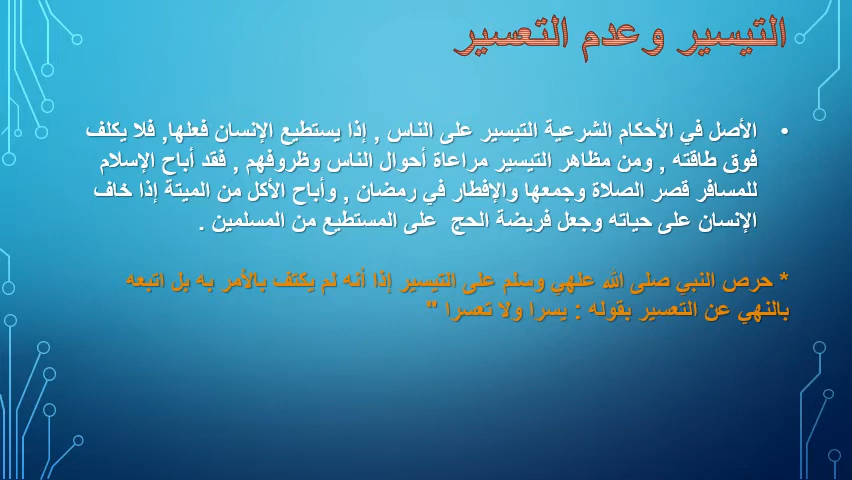 التيسير وعدم التعسير
• الأصل في الأحكام الشرعية التيسير على الناس , إذا يستطيع الإنسان فعلها, فلا يكلف
فوق طاقته , ومن مظاهر التيسير مراعاة أحوال الناس وظروفهم , فقد أباح الإسلام
للمسافر قصر الصلاة وجمعها والإفطار في رمضان , وأباح الأكل من الميتة إذا خاف
الإنسان على حياته وجعل فريضة الحج على المستطيع من المسلمين .
* حرص النبي صلى الله علهي وسلم على التيسير إذا أنه لم يكتف بالأمر به بل اتبعه
بالنهي عن التعسير بقوله : يسرا ولا تعسرا "